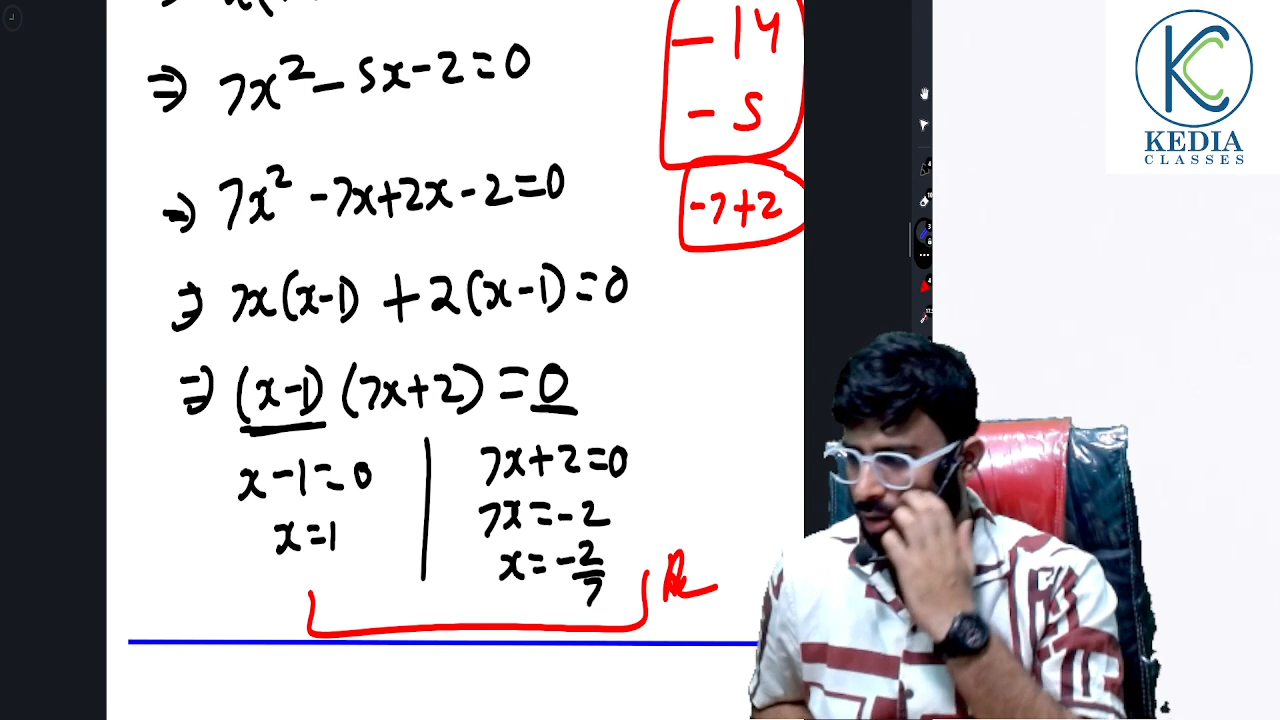 ⇒ 7x² - 5x - 2 = 0
⇒ 7x² - 7x + 2x - 2 = 0
⇒ 7x(x-1) + 2(x-1) = 0
⇒ (x-1)(7x+2) = 0
x - 1 = 0
x = 1
7x + 2 = 0
7x = -2
x = -2/7
- 14
- 5
-7+2
KC
KEDIA
CLASSES